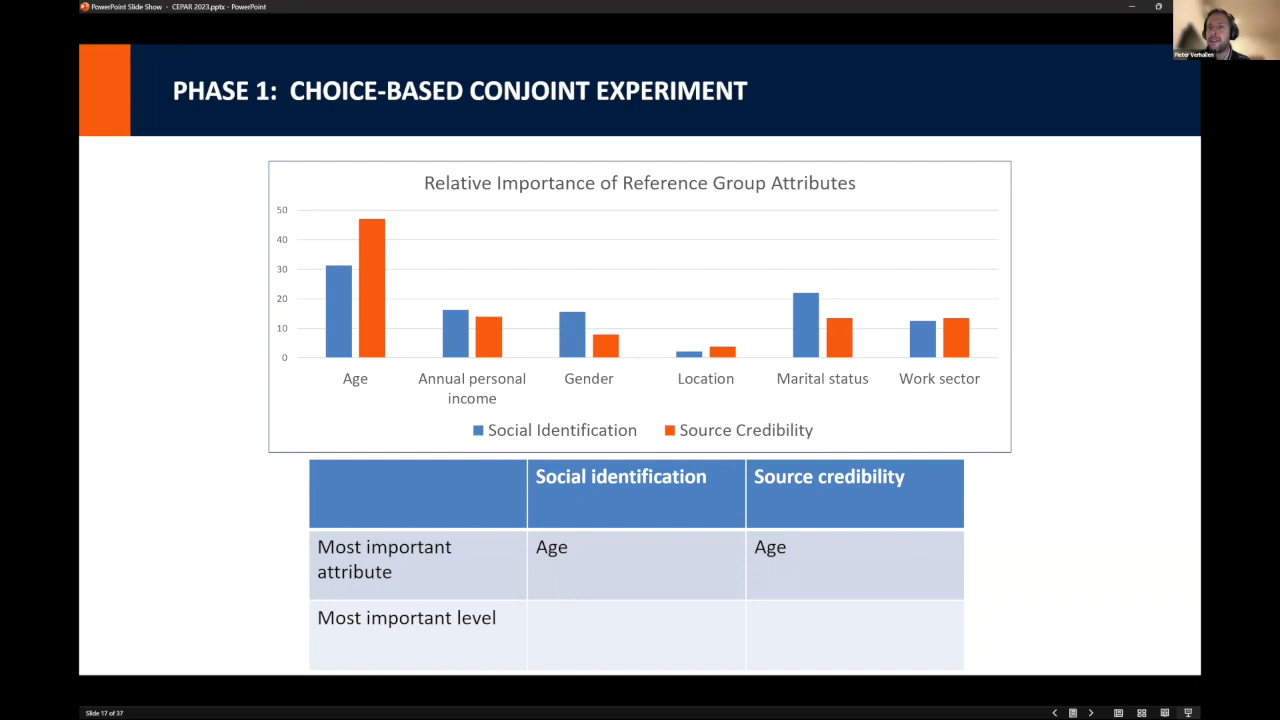 PowerPoint Slide Show - CEPAR 2023.pptx - PowerPoint
Pieter Verhallen
PHASE 1: CHOICE-BASED CONJOINT EXPERIMENT
Relative Importance of Reference Group Attributes
50
40
30
20
10
0
Age
Annual personal
income
Gender
Location
Marital status
Work sector
Social Identification
Source Credibility
Social identification
Source credibility
Most important
attribute
Age
Age
Most important level
Slide 17 of 37